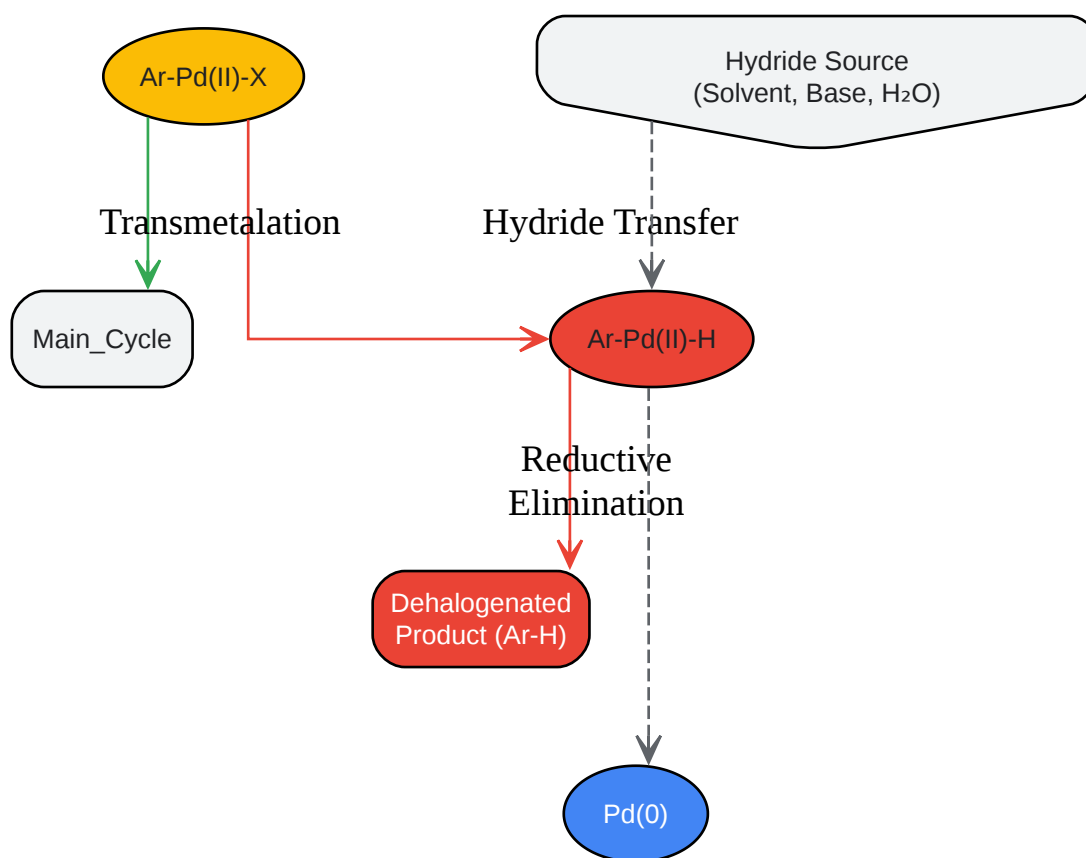 Ar-Pd(II)-X
Hydride Source
(Solvent, Base, H₂O)
Transmetalation
Hydride Transfer
Main_Cycle
Ar-Pd(II)-H
Reductive
Elimination
Dehalogenated
Product (Ar-H)
Pd(0)